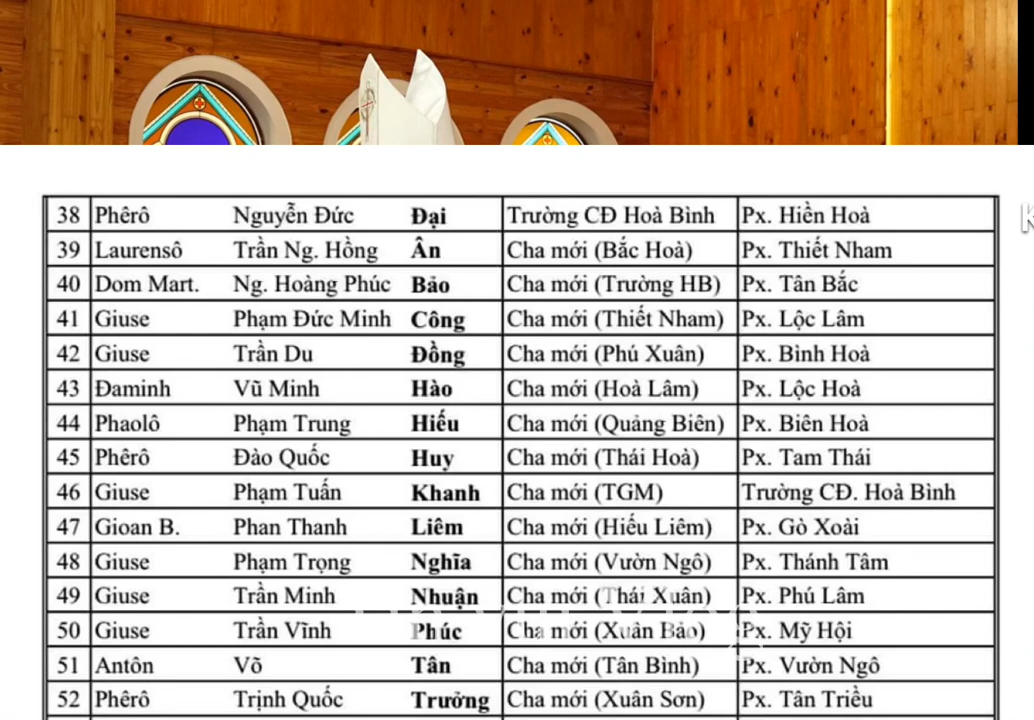 38 Phêrô Nguyễn Đức Đại Trường CĐ Hoà Bình Px. Hiền Hoà
39 Laurensô Trần Ng. Hồng Ân Cha mới (Bắc Hoà) Px. Thiết Nham
40 Dom Mart. Ng. Hoàng Phúc Bảo Cha mới (Trường HB) Px. Tân Bắc
41 Giuse Phạm Đức Minh Công Cha mới (Thiết Nham) Px. Lộc Lâm
42 Giuse Trần Du Đồng Cha mới (Phú Xuân) Px. Bình Hoà
43 Đaminh Vũ Minh Hào Cha mới (Hoà Lâm) Px. Lộc Hoà
44 Phaolô Phạm Trung Hiếu Cha mới (Quảng Biên) Px. Biên Hoà
45 Phêrô Đào Quốc Huy Cha mới (Thái Hoà) Px. Tam Thái
46 Giuse Phạm Tuấn Khanh Cha mới (TGM) Trường CĐ. Hoà Bình
47 Gioan B. Phan Thanh Liêm Cha mới (Hiếu Liêm) Px. Gò Xoài
48 Giuse Phạm Trọng Nghĩa Cha mới (Vườn Ngô) Px. Thánh Tâm
49 Giuse Trần Minh Nhuận Cha mới (Thái Xuân) Px. Phú Lâm
50 Giuse Trần Vĩnh Phúc Cha mới (Xuân Bảo) Px. Mỹ Hội
51 Antôn Võ Tân Cha mới (Tân Bình) Px. Vườn Ngô
52 Phêrô Trịnh Quốc Trưởng Cha mới (Xuân Sơn) Px. Tân Triều